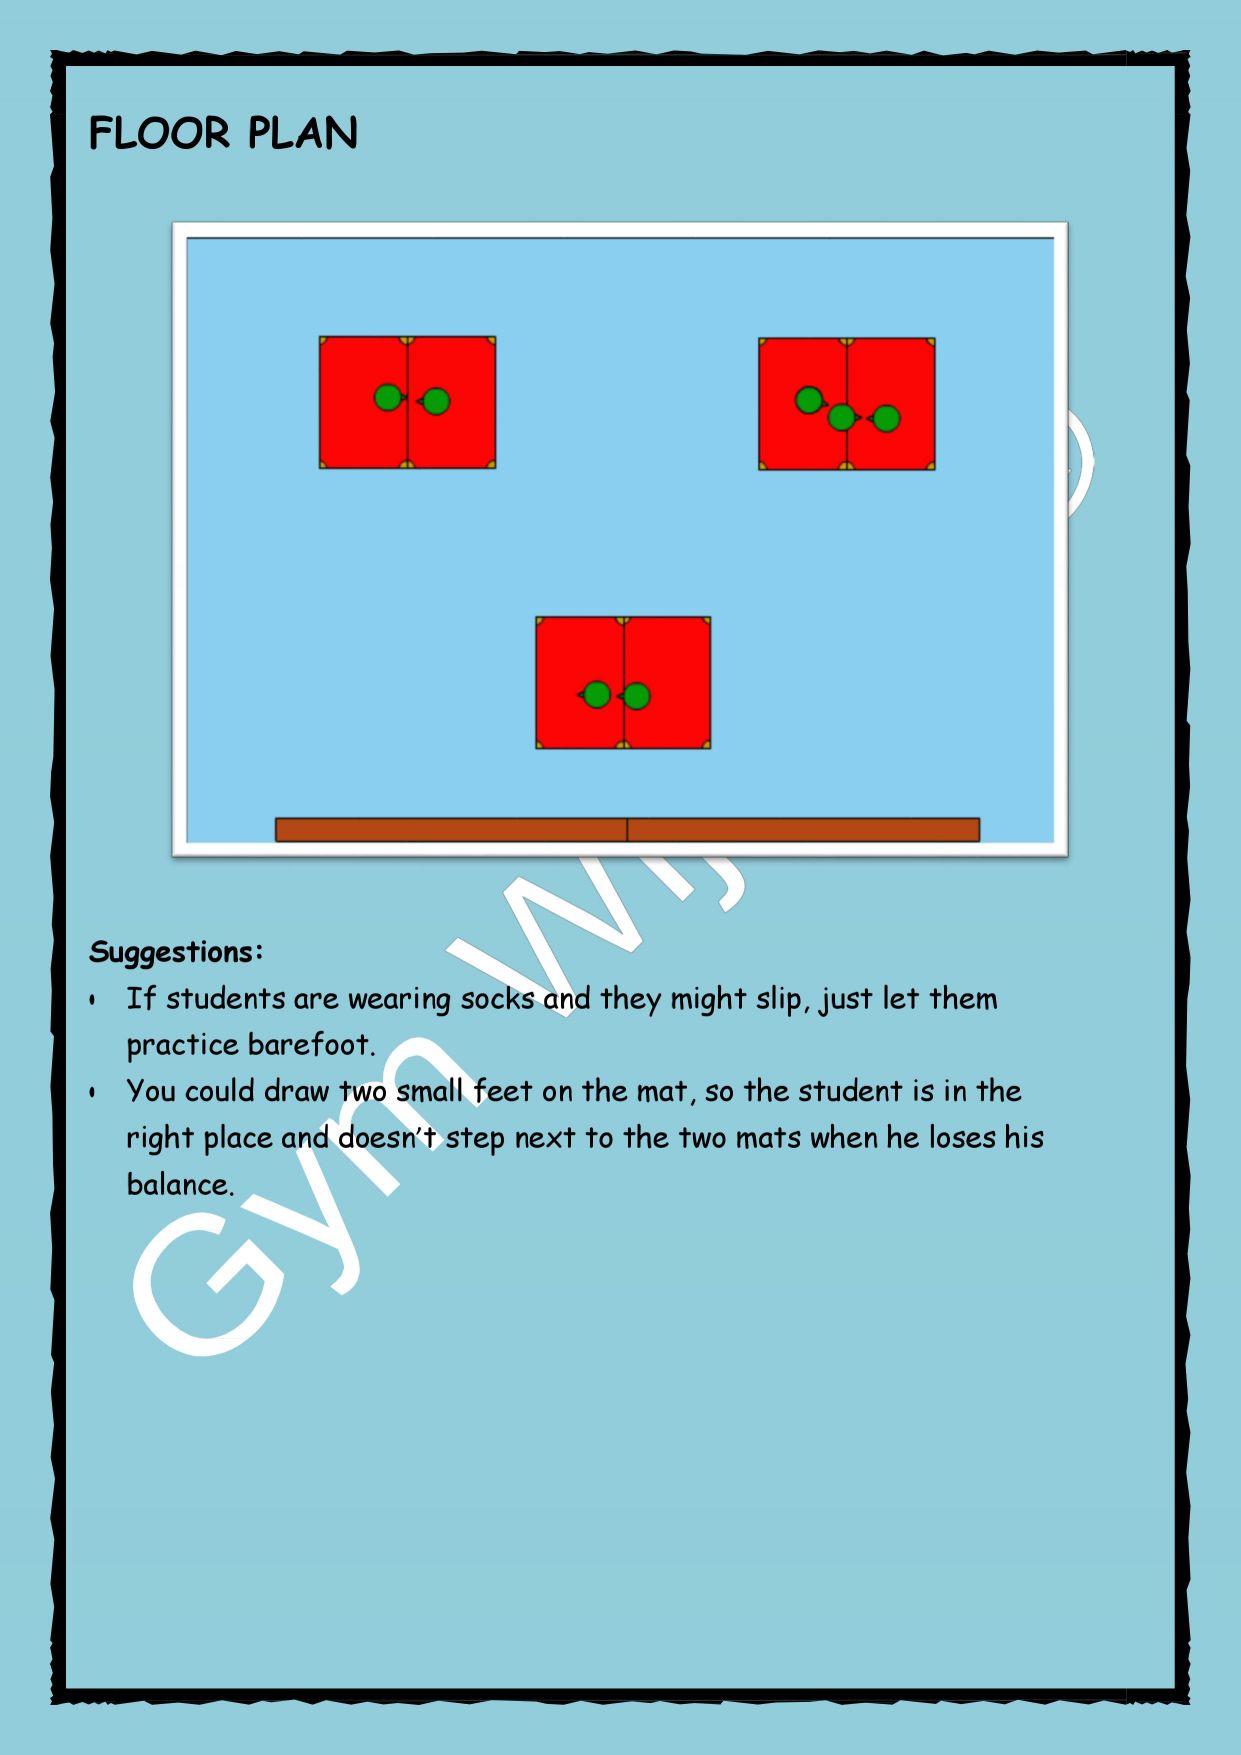 FLOOR PLAN
Suggestions:
• If students are wearing socks and they might slip, just let them
practice barefoot.
• You could draw two small feet on the mat, so the student is in the
right place and doesn't step next to the two mats when he loses his
balance.
Gym Wij